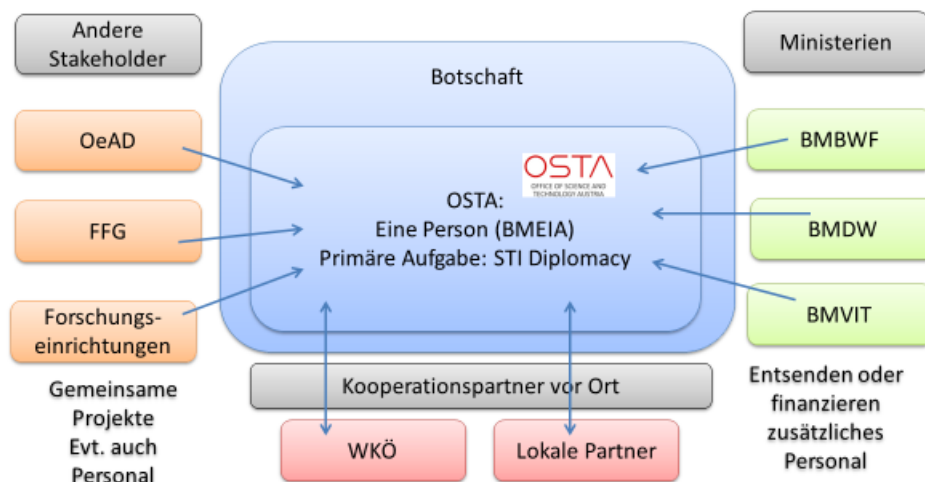 Andere
Stakeholder
OeAD
FFG
Forschungs-
einrichtungen
Gemeinsame
Projekte
Evt. auch
Personal
Botschaft
OSTA
OFFICE OF SCIENCE AND
TECHNOLOGY AUSTRIA
OSTA:
Eine Person (BMEIA)
Primäre Aufgabe: STI Diplomacy
Kooperationspartner vor Ort
WKÖ
Lokale Partner
Ministerien
BMBWF
BMDW
BMVIT
Entsenden oder
finanzieren
zusätzliches
Personal